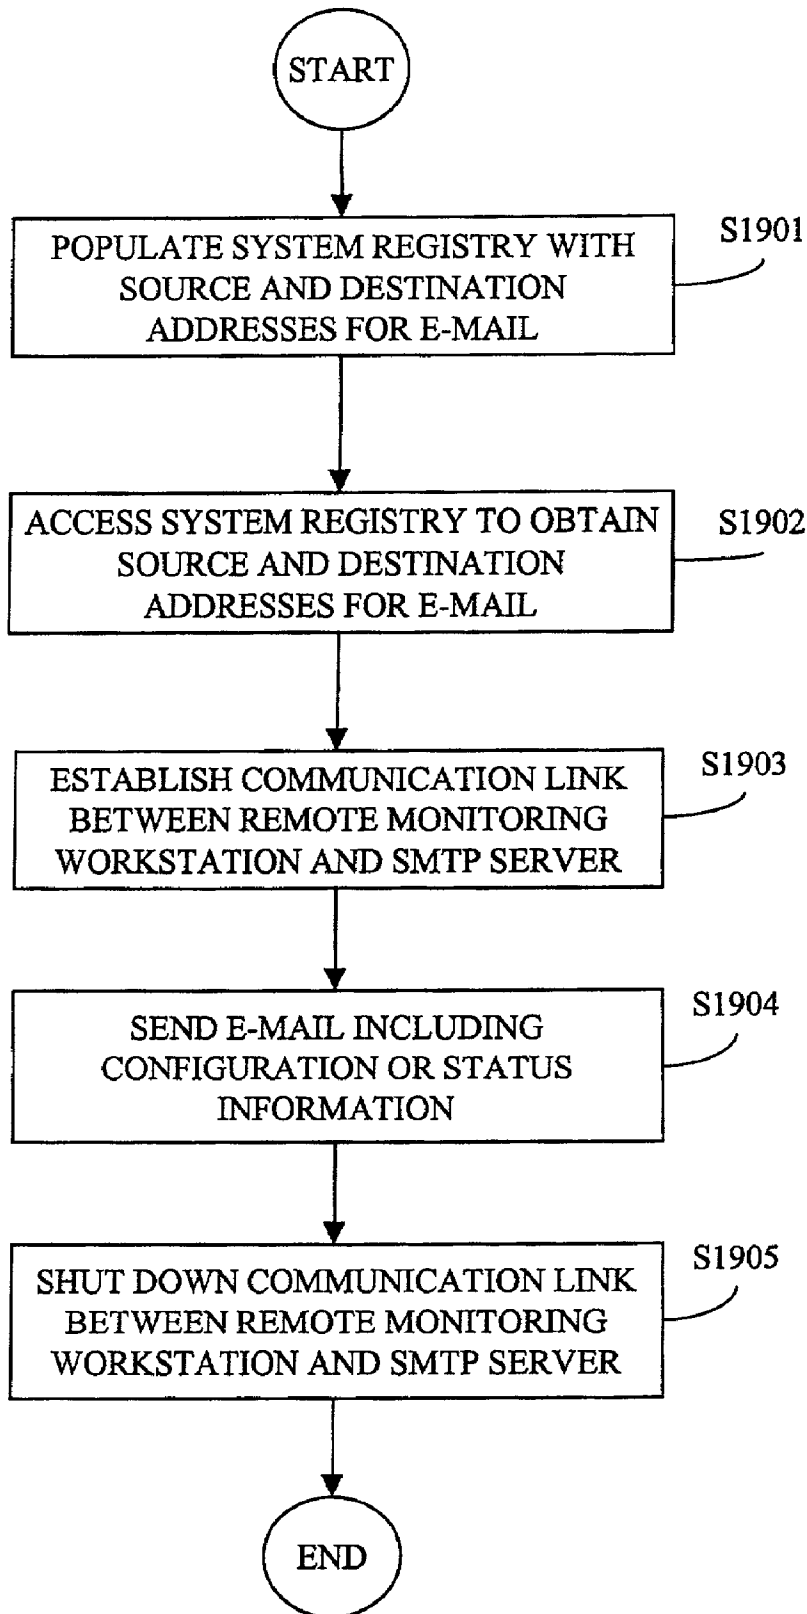 START
POPULATE SYSTEM REGISTRY WITH
SOURCE AND DESTINATION
ADDRESSES FOR E-MAIL
S1901
ACCESS SYSTEM REGISTRY TO OBTAIN
SOURCE AND DESTINATION
ADDRESSES FOR E-MAIL
S1902
ESTABLISH COMMUNICATION LINK
BETWEEN REMOTE MONITORING
WORKSTATION AND SMTP SERVER
S1903
SEND E-MAIL INCLUDING
CONFIGURATION OR STATUS
INFORMATION
S1904
SHUT DOWN COMMUNICATION LINK
BETWEEN REMOTE MONITORING
WORKSTATION AND SMTP SERVER
S1905
END